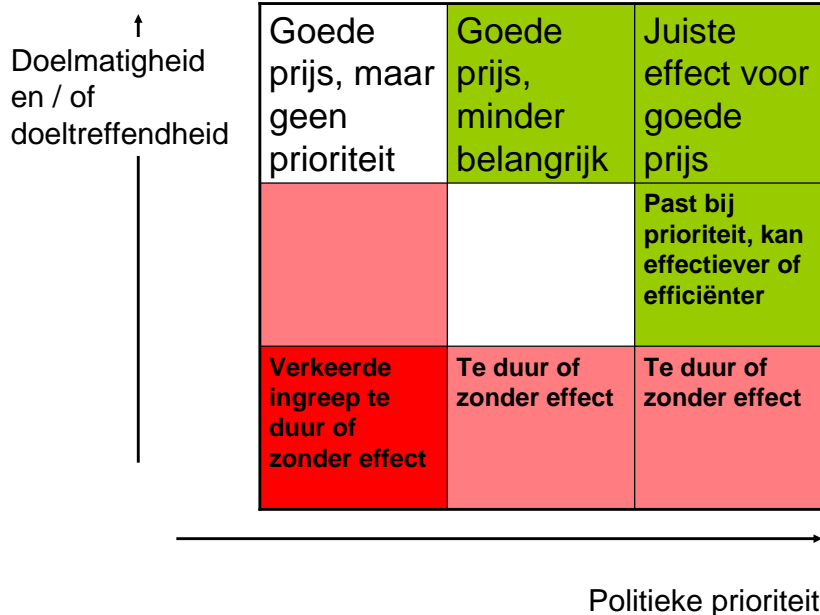 Doelmatigheid
en / of
doeltreffendheid
Goede
prijs, maar
geen
prioriteit
Goede
prijs,
minder
belangrijk
Juiste
effect voor
goede
prijs
Past bij
prioriteit, kan
effectiever of
efficiënter
Verkeerde
ingreep te
duur of
zonder effect
Te duur of
zonder effect
Te duur of
zonder effect
Politieke prioriteit